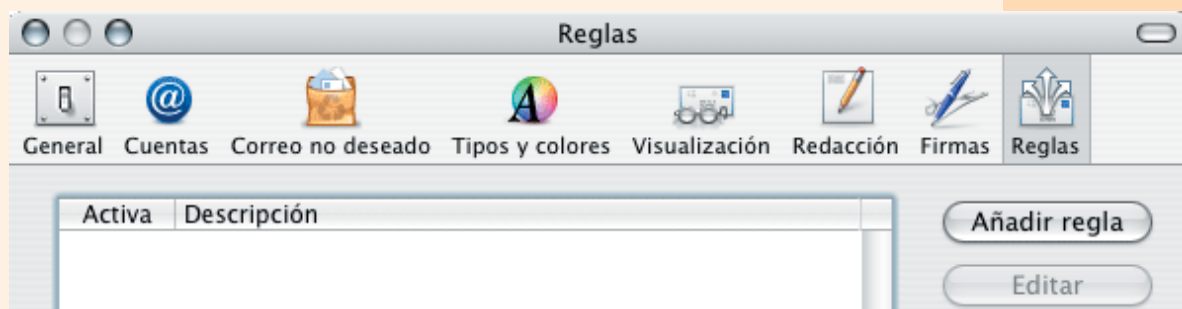 Reglas
General Cuentas Correo no deseado Tipos y colores Visualización Redacción Firmas Reglas
Activa Descripción
Añadir regla
Editar